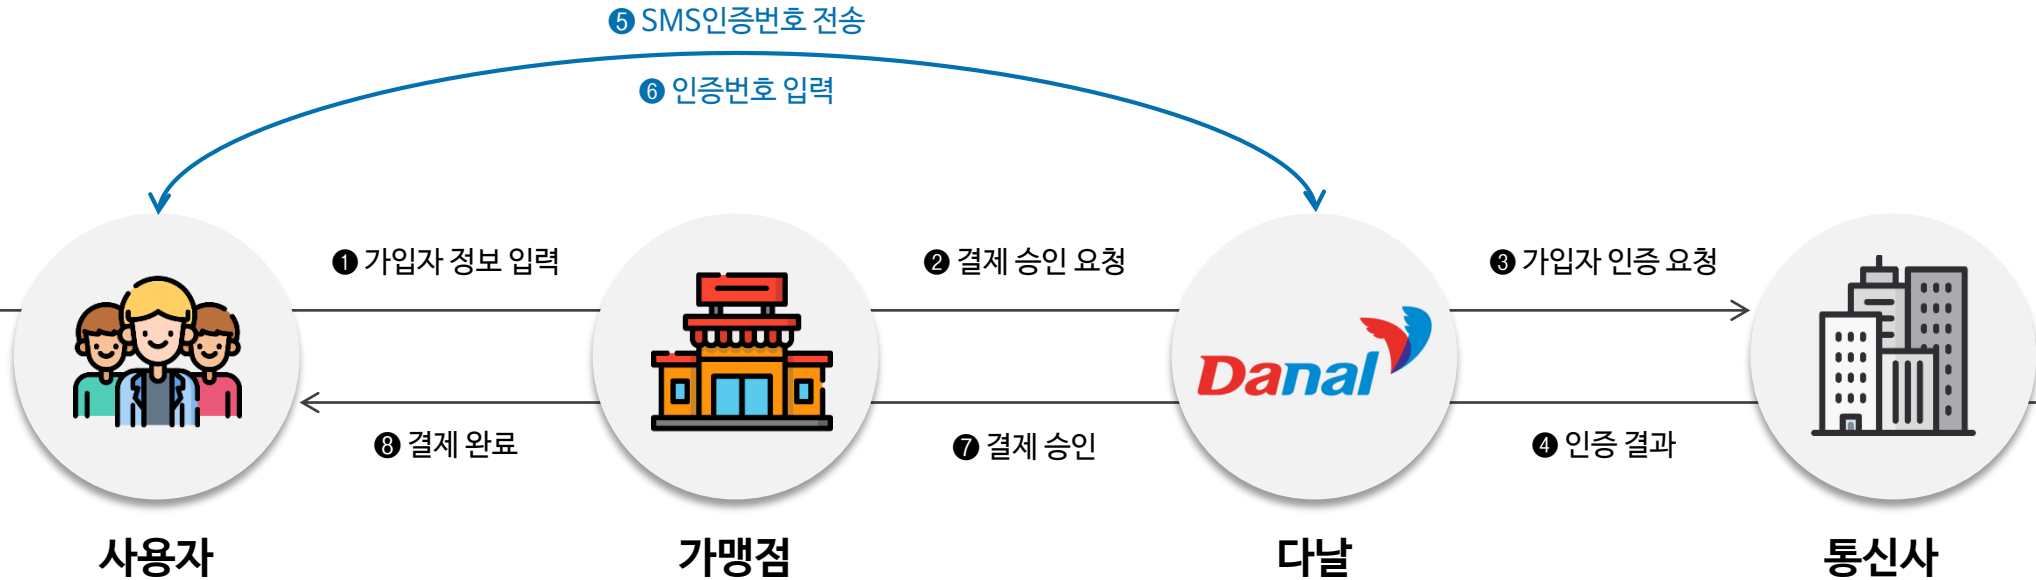 ❺ SMS인증번호 전송
❻ 인증번호 입력
❶ 가입자 정보 입력
❷ 결제 승인 요청
❸ 가입자 인증 요청
Danal
❽ 결제 완료
❼ 결제 승인
❹ 인증 결과
사용자
가맹점
다날
통신사